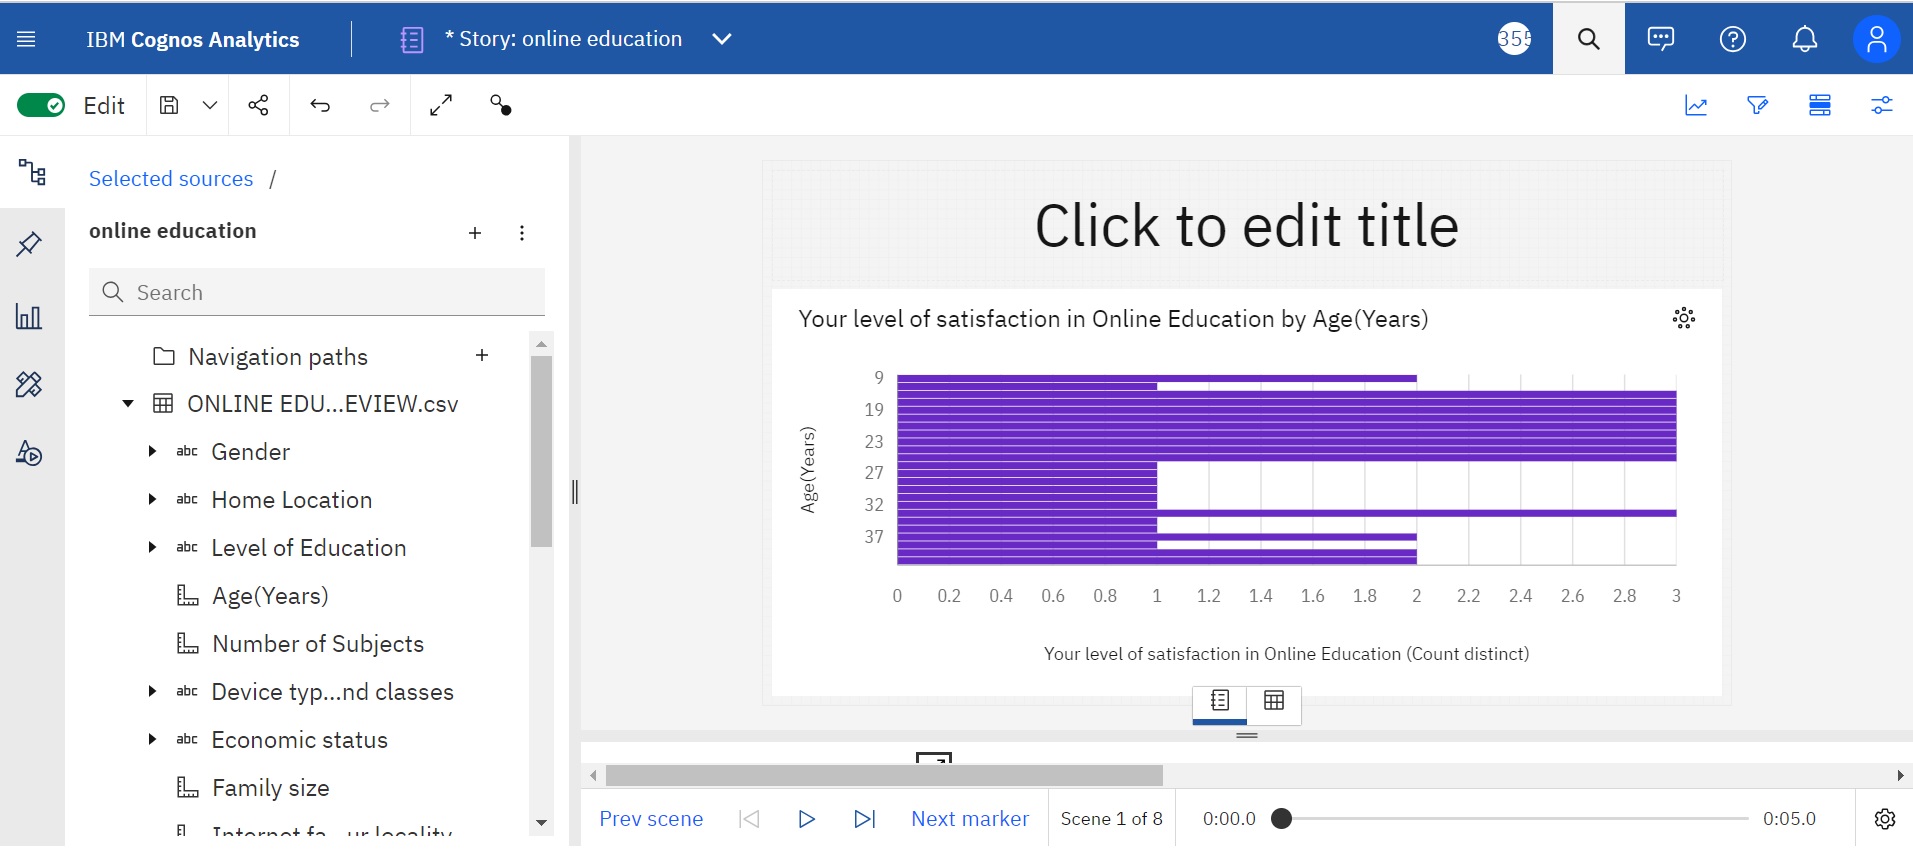 IBM Cognos Analytics
* Story: online education
355
Edit
Selected sources /
online education
Search
Navigation paths
ONLINE EDU...EVIEW.csv
abc Gender
abc Home Location
abc Level of Education
Age(Years)
Number of Subjects
abc Device typ...nd classes
abc Economic status
Family size
Internet fa...ur locality
Click to edit title
Your level of satisfaction in Online Education by Age(Years)
Age(Years)
9
19
23
27
32
37
0 0.2 0.4 0.6 0.8 1 1.2 1.4 1.6 1.8 2 2.2 2.4 2.6 2.8 3
Your level of satisfaction in Online Education (Count distinct)
Prev scene
Next marker
Scene 1 of 8
0:00.0
0:05.0